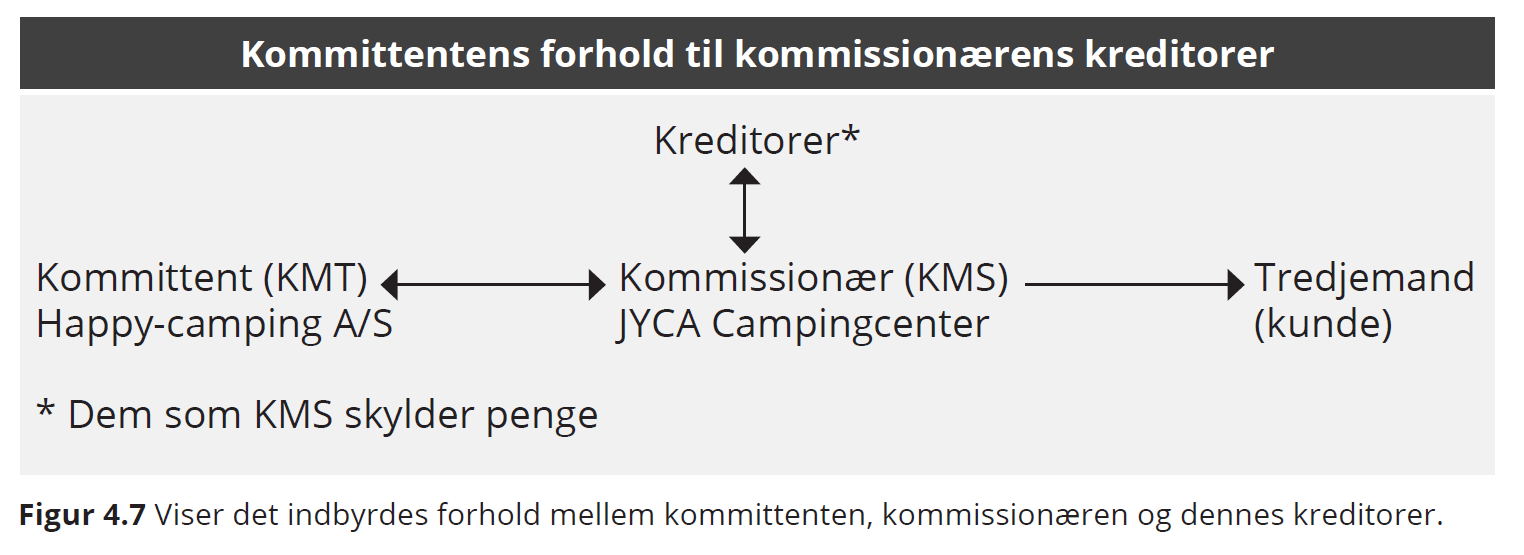 Kommittentens forhold til kommissionærens kreditorer
Kreditorer*
Kommittent (KMT)
Happy-camping A/S
Kommissionær (KMS)
JYCA Campingcenter
Tredjemand
(kunde)
* Dem som KMS skylder penge
Figur 4.7 Viser det indbyrdes forhold mellem kommittenten, kommissionæren og dennes kreditorer.